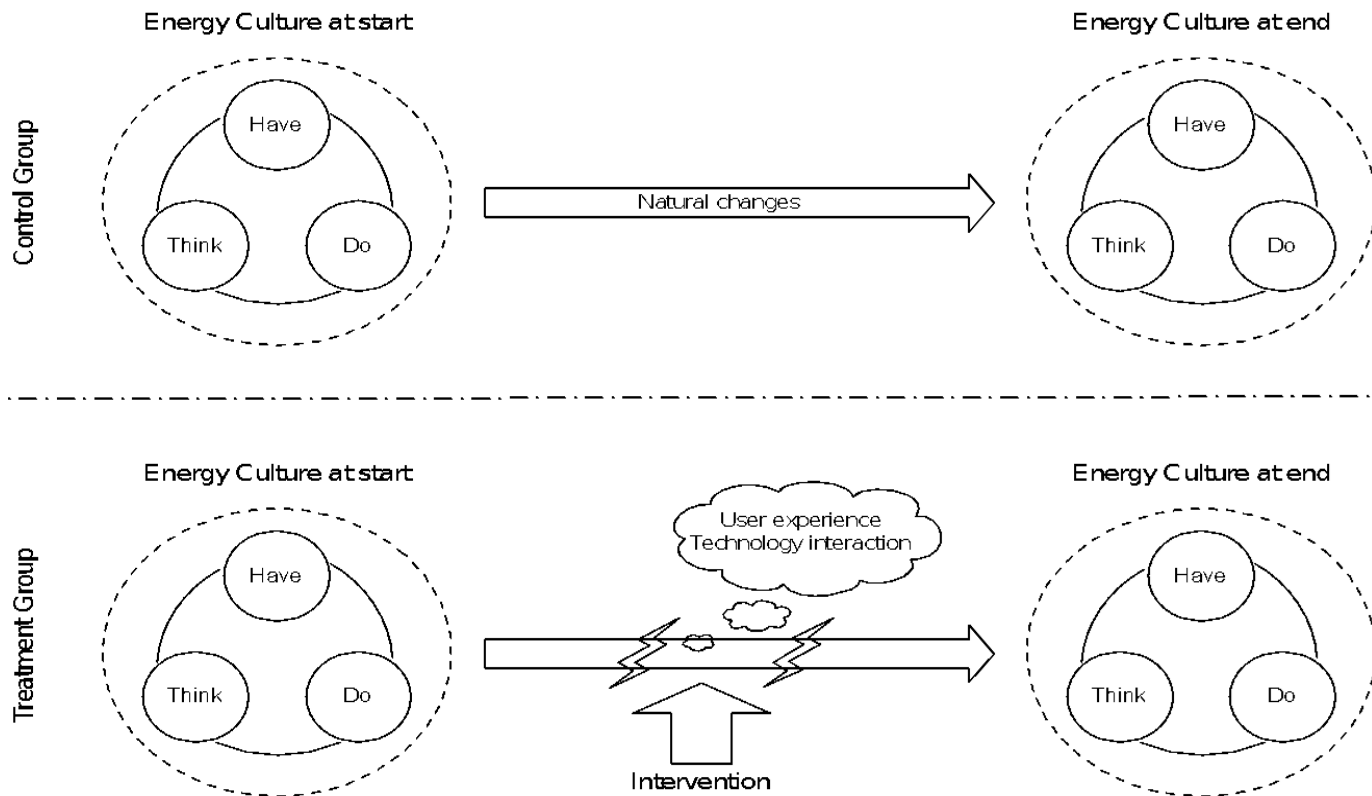 Energy Culture at start
Energy Culture at end
Control Group
Have
Think
Do
Natural changes
Have
Think
Do
Energy Culture at start
Energy Culture at end
Treatment Group
Have
Think
Do
User experience
Technology interaction
Intervention
Have
Think
Do